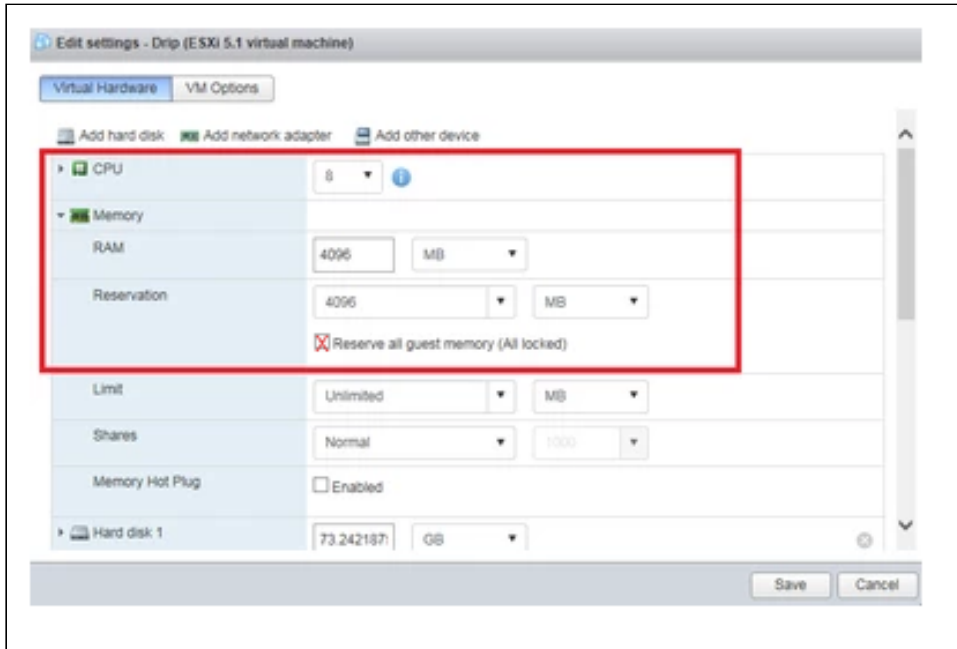 Edit settings - Drip (ESXi 5.1 virtual machine)
Virtual Hardware VM Options
Add hard disk Add network adapter Add other device
CPU 8
Memory
RAM 4096 MB
Reservation 4096 MB
Reserve all guest memory (All locked)
Limit Unlimited MB
Shares Normal 1000
Memory Hot Plug Enabled
Hard disk 1 73.242187 GB
Save Cancel